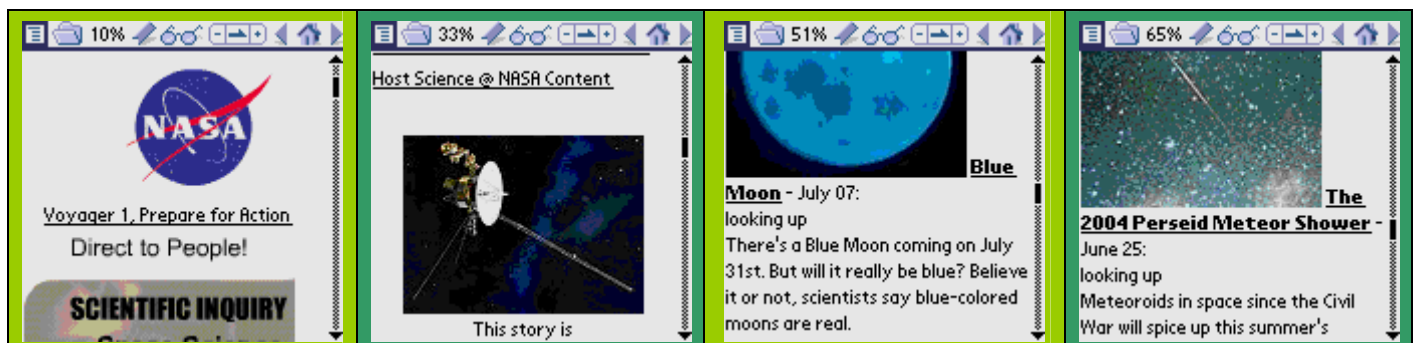 10%
NASA
Voyager 1, Prepare for Action
Direct to People!
SCIENTIFIC INQUIRY
33%
Host Science @ NASA Content
This story is
51%
Blue
Moon - July 07:
looking up
There's a Blue Moon coming on July
31st. But will it really be blue? Believe
it or not, scientists say blue-colored
moons are real.
65%
The
2004 Perseid Meteor Shower -
June 25:
looking up
Meteoroids in space since the Civil
War will spice up this summer's